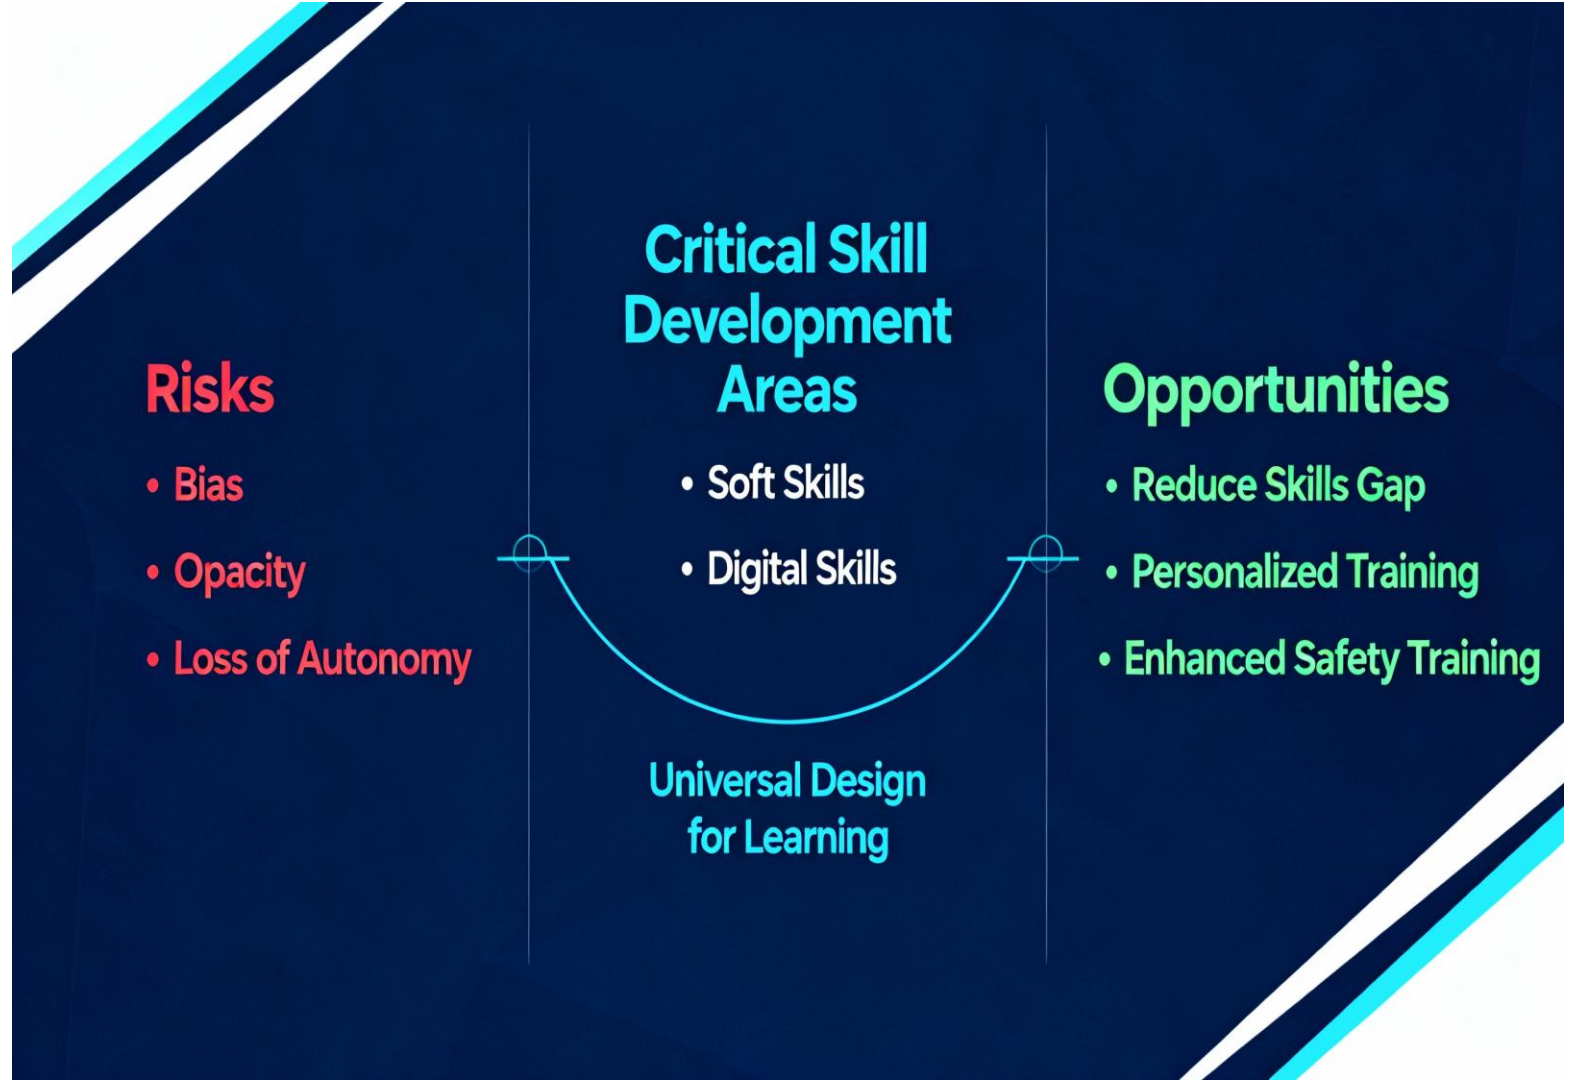 Risks
• Bias
• Opacity
• Loss of Autonomy
Critical Skill
Development
Areas
• Soft Skills
• Digital Skills
Universal Design
for Learning
Opportunities
• Reduce Skills Gap
• Personalized Training
• Enhanced Safety Training